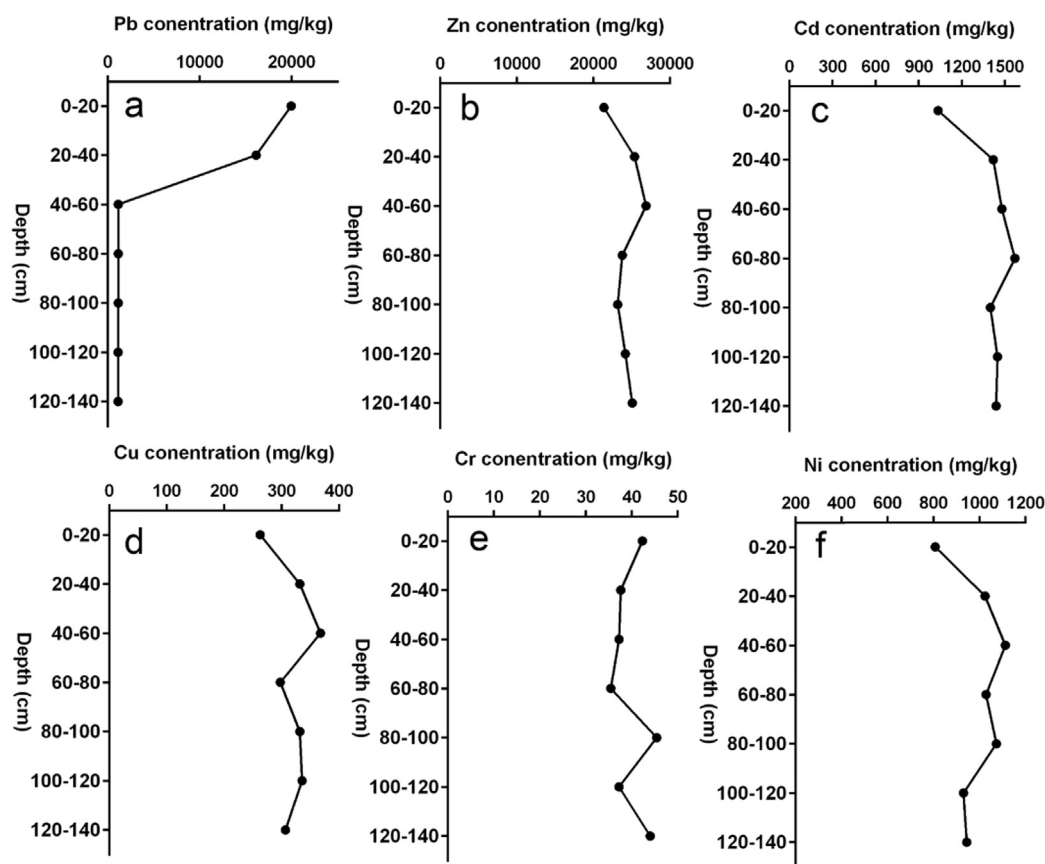 Pb conentration (mg/kg)
0 10000 20000
a
0-20
20-40
40-60
60-80
80-100
100-120
120-140
Depth (cm)
Zn conentration (mg/kg)
0 10000 20000 30000
b
0-20
20-40
40-60
60-80
80-100
100-120
120-140
Depth (cm)
Cd conentration (mg/kg)
0 300 600 900 1200 1500
c
0-20
20-40
40-60
60-80
80-100
100-120
120-140
Depth (cm)
Cu conentration (mg/kg)
0 100 200 300 400
d
0-20
20-40
40-60
60-80
80-100
100-120
120-140
Depth (cm)
Cr conentration (mg/kg)
0 10 20 30 40 50
e
0-20
20-40
40-60
60-80
80-100
100-120
120-140
Depth (cm)
Ni conentration (mg/kg)
200 400 600 800 1000 1200
f
0-20
20-40
40-60
60-80
80-100
100-120
120-140
Depth (cm)